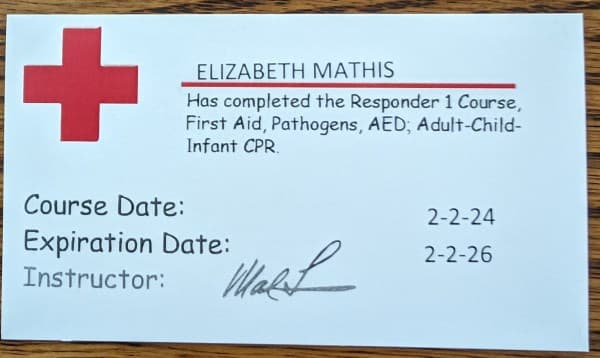 ELIZABETH MATHIS
Has completed the Responder 1 Course,
First Aid, Pathogens, AED; Adult-Child-
Infant CPR.
Course Date: 2-2-24
Expiration Date: 2-2-26
Instructor: